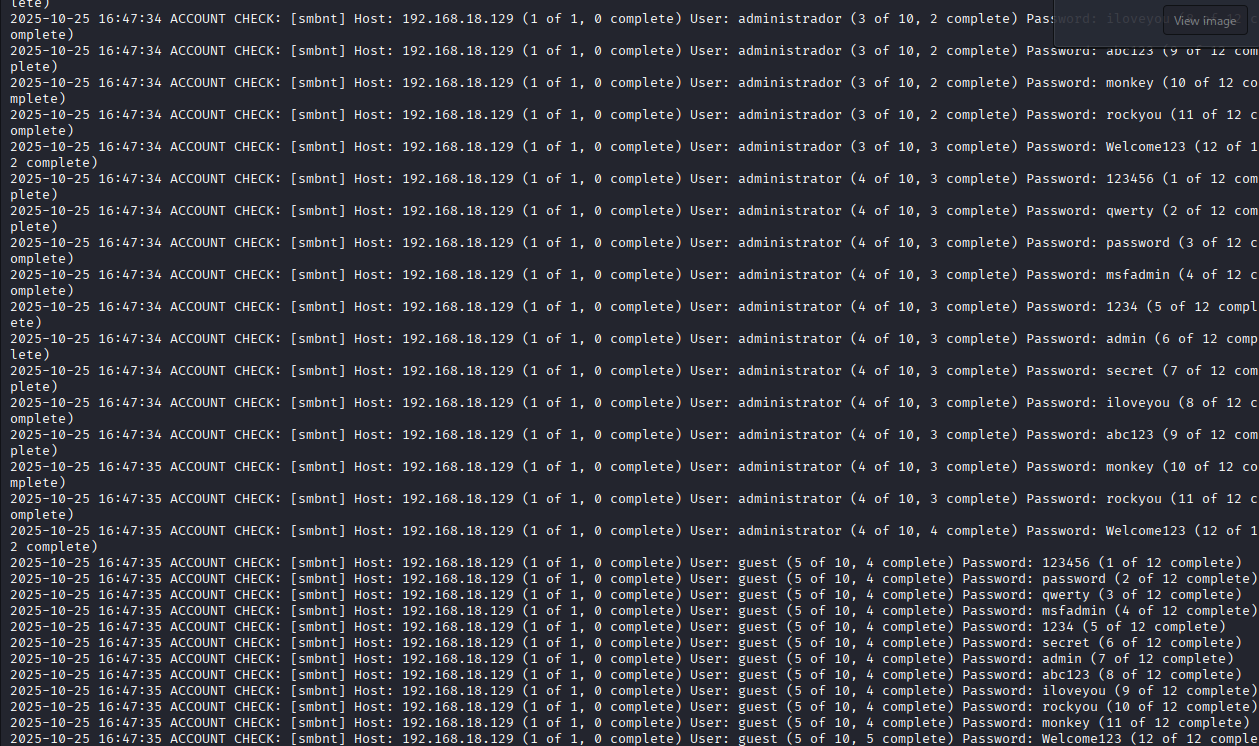 lete)
2025-10-25 16:47:34 ACCOUNT CHECK: [smbnt] Host: 192.168.18.129 (1 of 1, 0 complete) User: administrador (3 of 10, 2 complete) Password: iloveyou
omplete)
View image
2025-10-25 16:47:34 ACCOUNT CHECK: [smbnt] Host: 192.168.18.129 (1 of 1, 0 complete) User: administrador (3 of 10, 2 complete) Password: abc123 (9 of 12 com
plete)
2025-10-25 16:47:34 ACCOUNT CHECK: [smbnt] Host: 192.168.18.129 (1 of 1, 0 complete) User: administrador (3 of 10, 2 complete) Password: monkey (10 of 12 co
mplete)
2025-10-25 16:47:34 ACCOUNT CHECK: [smbnt] Host: 192.168.18.129 (1 of 1, 0 complete) User: administrador (3 of 10, 2 complete) Password: rockyou (11 of 12 c
omplete)
2025-10-25 16:47:34 ACCOUNT CHECK: [smbnt] Host: 192.168.18.129 (1 of 1, 0 complete) User: administrador (3 of 10, 3 complete) Password: Welcome123 (12 of 1
2 complete)
2025-10-25 16:47:34 ACCOUNT CHECK: [smbnt] Host: 192.168.18.129 (1 of 1, 0 complete) User: administrator (4 of 10, 3 complete) Password: 123456 (1 of 12 com
plete)
2025-10-25 16:47:34 ACCOUNT CHECK: [smbnt] Host: 192.168.18.129 (1 of 1, 0 complete) User: administrator (4 of 10, 3 complete) Password: qwerty (2 of 12 com
plete)
2025-10-25 16:47:34 ACCOUNT CHECK: [smbnt] Host: 192.168.18.129 (1 of 1, 0 complete) User: administrator (4 of 10, 3 complete) Password: password (3 of 12 c
omplete)
2025-10-25 16:47:34 ACCOUNT CHECK: [smbnt] Host: 192.168.18.129 (1 of 1, 0 complete) User: administrator (4 of 10, 3 complete) Password: msfadmin (4 of 12 c
omplete)
2025-10-25 16:47:34 ACCOUNT CHECK: [smbnt] Host: 192.168.18.129 (1 of 1, 0 complete) User: administrator (4 of 10, 3 complete) Password: 1234 (5 of 12 compl
ete)
2025-10-25 16:47:34 ACCOUNT CHECK: [smbnt] Host: 192.168.18.129 (1 of 1, 0 complete) User: administrator (4 of 10, 3 complete) Password: admin (6 of 12 comp
lete)
2025-10-25 16:47:34 ACCOUNT CHECK: [smbnt] Host: 192.168.18.129 (1 of 1, 0 complete) User: administrator (4 of 10, 3 complete) Password: secret (7 of 12 com
plete)
2025-10-25 16:47:34 ACCOUNT CHECK: [smbnt] Host: 192.168.18.129 (1 of 1, 0 complete) User: administrator (4 of 10, 3 complete) Password: iloveyou (8 of 12 c
omplete)
2025-10-25 16:47:34 ACCOUNT CHECK: [smbnt] Host: 192.168.18.129 (1 of 1, 0 complete) User: administrator (4 of 10, 3 complete) Password: abc123 (9 of 12 com
plete)
2025-10-25 16:47:35 ACCOUNT CHECK: [smbnt] Host: 192.168.18.129 (1 of 1, 0 complete) User: administrator (4 of 10, 3 complete) Password: monkey (10 of 12 co
mplete)
2025-10-25 16:47:35 ACCOUNT CHECK: [smbnt] Host: 192.168.18.129 (1 of 1, 0 complete) User: administrator (4 of 10, 3 complete) Password: rockyou (11 of 12 c
omplete)
2025-10-25 16:47:35 ACCOUNT CHECK: [smbnt] Host: 192.168.18.129 (1 of 1, 0 complete) User: administrator (4 of 10, 4 complete) Password: Welcome123 (12 of 1
2 complete)
2025-10-25 16:47:35 ACCOUNT CHECK: [smbnt] Host: 192.168.18.129 (1 of 1, 0 complete) User: guest (5 of 10, 4 complete) Password: 123456 (1 of 12 complete)
2025-10-25 16:47:35 ACCOUNT CHECK: [smbnt] Host: 192.168.18.129 (1 of 1, 0 complete) User: guest (5 of 10, 4 complete) Password: password (2 of 12 complete)
2025-10-25 16:47:35 ACCOUNT CHECK: [smbnt] Host: 192.168.18.129 (1 of 1, 0 complete) User: guest (5 of 10, 4 complete) Password: qwerty (3 of 12 complete)
2025-10-25 16:47:35 ACCOUNT CHECK: [smbnt] Host: 192.168.18.129 (1 of 1, 0 complete) User: guest (5 of 10, 4 complete) Password: msfadmin (4 of 12 complete)
2025-10-25 16:47:35 ACCOUNT CHECK: [smbnt] Host: 192.168.18.129 (1 of 1, 0 complete) User: guest (5 of 10, 4 complete) Password: 1234 (5 of 12 complete)
2025-10-25 16:47:35 ACCOUNT CHECK: [smbnt] Host: 192.168.18.129 (1 of 1, 0 complete) User: guest (5 of 10, 4 complete) Password: secret (6 of 12 complete)
2025-10-25 16:47:35 ACCOUNT CHECK: [smbnt] Host: 192.168.18.129 (1 of 1, 0 complete) User: guest (5 of 10, 4 complete) Password: admin (7 of 12 complete)
2025-10-25 16:47:35 ACCOUNT CHECK: [smbnt] Host: 192.168.18.129 (1 of 1, 0 complete) User: guest (5 of 10, 4 complete) Password: abc123 (8 of 12 complete)
2025-10-25 16:47:35 ACCOUNT CHECK: [smbnt] Host: 192.168.18.129 (1 of 1, 0 complete) User: guest (5 of 10, 4 complete) Password: iloveyou (9 of 12 complete)
2025-10-25 16:47:35 ACCOUNT CHECK: [smbnt] Host: 192.168.18.129 (1 of 1, 0 complete) User: guest (5 of 10, 4 complete) Password: rockyou (10 of 12 complete)
2025-10-25 16:47:35 ACCOUNT CHECK: [smbnt] Host: 192.168.18.129 (1 of 1, 0 complete) User: guest (5 of 10, 4 complete) Password: monkey (11 of 12 complete)
2025-10-25 16:47:35 ACCOUNT CHECK: [smbnt] Host: 192.168.18.129 (1 of 1, 0 complete) User: guest (5 of 10, 5 complete) Password: Welcome123 (12 of 12 comple